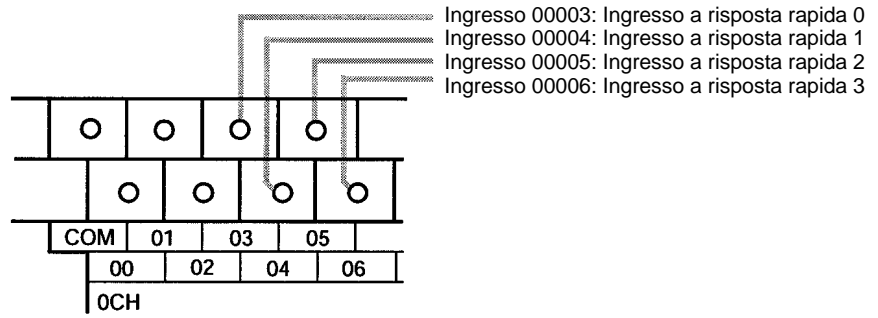 Ingresso 00003: Ingresso a risposta rapida 0
Ingresso 00004: Ingresso a risposta rapida 1
Ingresso 00005: Ingresso a risposta rapida 2
Ingresso 00006: Ingresso a risposta rapida 3
COM 01 03 05
00 02 04 06
0CH